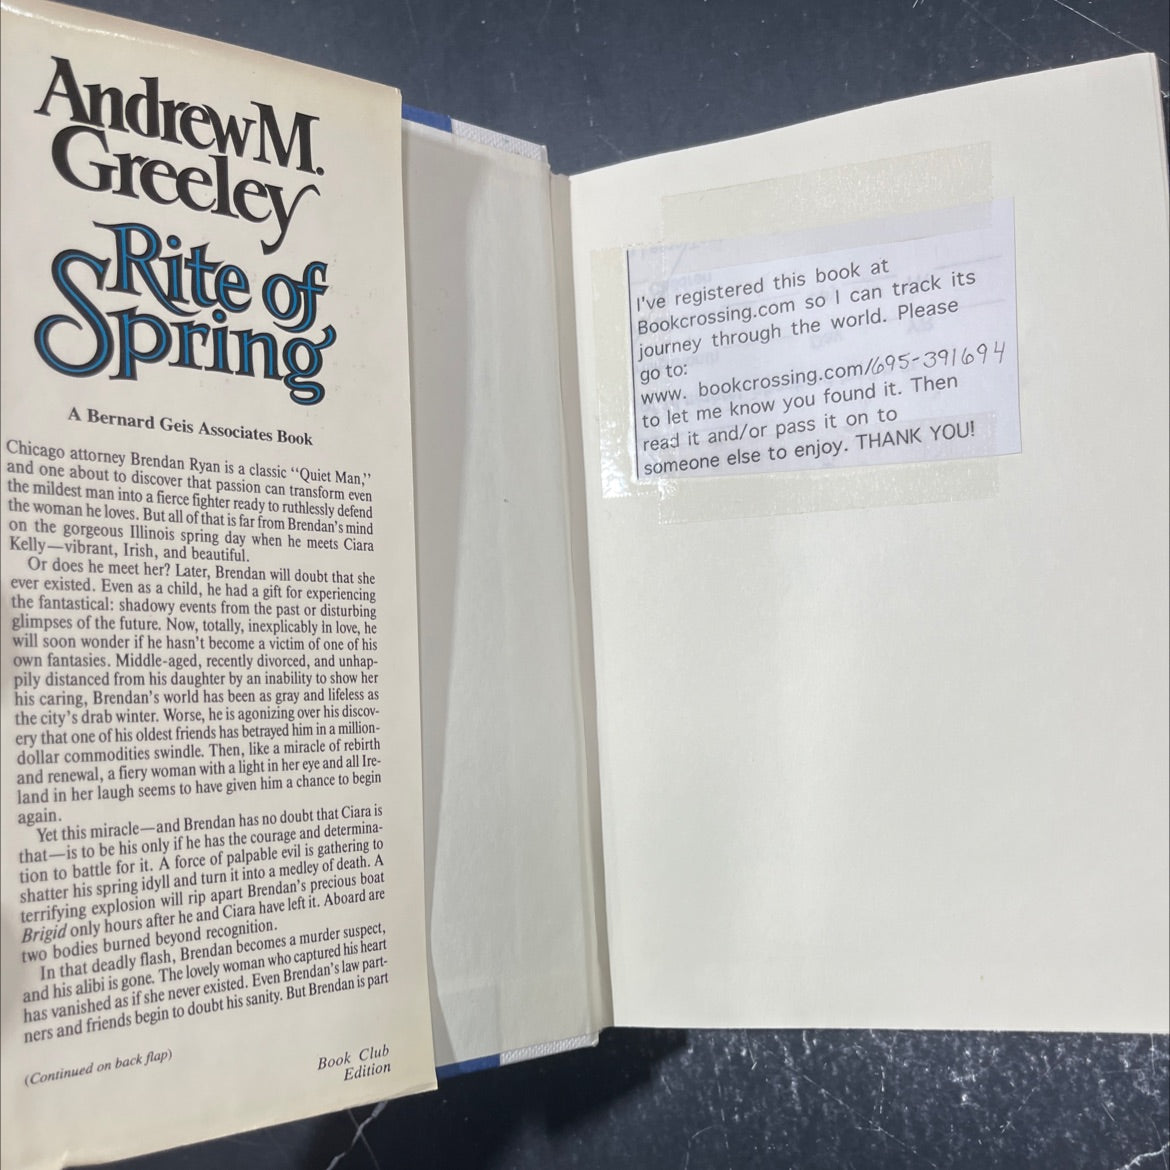 Andrew M.
Greeley
Rite of
Spring
A Bernard Geis Associates Book
Chicago attorney Brendan Ryan is a classic “Quiet Man,”
and one about to discover that passion can transform even
the mildest man into a fierce fighter ready to ruthlessly defend
the woman he loves. But all of that is far from Brendan's mind
on the gorgeous Illinois spring day when he meets Ciara
Kelly—vibrant, Irish, and beautiful.
Or does he meet her? Later, Brendan will doubt that she
ever existed. Even as a child, he had a gift for experiencing
the fantastical: shadowy events from the past or disturbing
glimpses of the future. Now, totally, inexplicably in love, he
will soon wonder if he hasn't become a victim of one of his
own fantasies. Middle-aged, recently divorced, and unhap-
pily distanced from his daughter by an inability to show her
his caring, Brendan's world has been as gray and lifeless as
the city's drab winter. Worse, he is agonizing over his discov-
ery that one of his oldest friends has betrayed him in a million-
dollar commodities swindle. Then, like a miracle of rebirth
and renewal, a fiery woman with a light in her eye and all Ire-
land in her laugh seems to have given him a chance to begin
again.
Yet this miracle—and Brendan has no doubt that Ciara is
that—is to be his only if he has the courage and determina-
tion to battle for it. A force of palpable evil is gathering to
shatter his spring idyll and turn it into a medley of death. A
terrifying explosion will rip apart Brendan's precious boat
Brigid only hours after he and Ciara have left it. Aboard are
two bodies burned beyond recognition.
In that deadly flash, Brendan becomes a murder suspect,
and his alibi is gone. The lovely woman who captured his heart
has vanished as if she never existed. Even Brendan's law part-
ners and friends begin to doubt his sanity. But Brendan is part
(Continued on back flap)
Book Club
Edition
I've registered this book at
Bookcrossing.com so I can track its
journey through the world. Please
go to:
www. bookcrossing.com/695-391694
to let me know you found it. Then
read it and/or pass it on to
someone else to enjoy. THANK YOU!